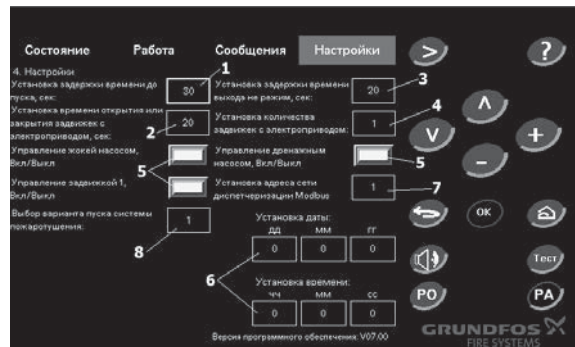 Состояние Работа Сообщения Настройки
4. Настройки
1
Установка задержки времени до
пуска, сек:
30
Установка задержки времени
выхода не режим, сек:
20
3
Установка времени открытия или
закрытия задвижек с
электроприводом, сек:
2
20
Установка количества
задвижек с электроприводом:
1
4
Управление жокей насосом,
Вкл/Выкл
5
Управление дренажным
насосом, Вкл/Выкл
5
Управление задвижкой 1,
Вкл/Выкл
Установка адреса сети
диспетчеризации Modbus
1
7
Выбор варианта пуска системы
пожаротушения:
1
8
Установка даты:
дд мм гг
0 0 0
6
Установка времени:
чч мм сс
0 0 0
Версия программного обеспечения: V07.00
> ?
Λ
V +
-
OK
Тест
PO PA
GRUNDFOS
FIRE SYSTEMS